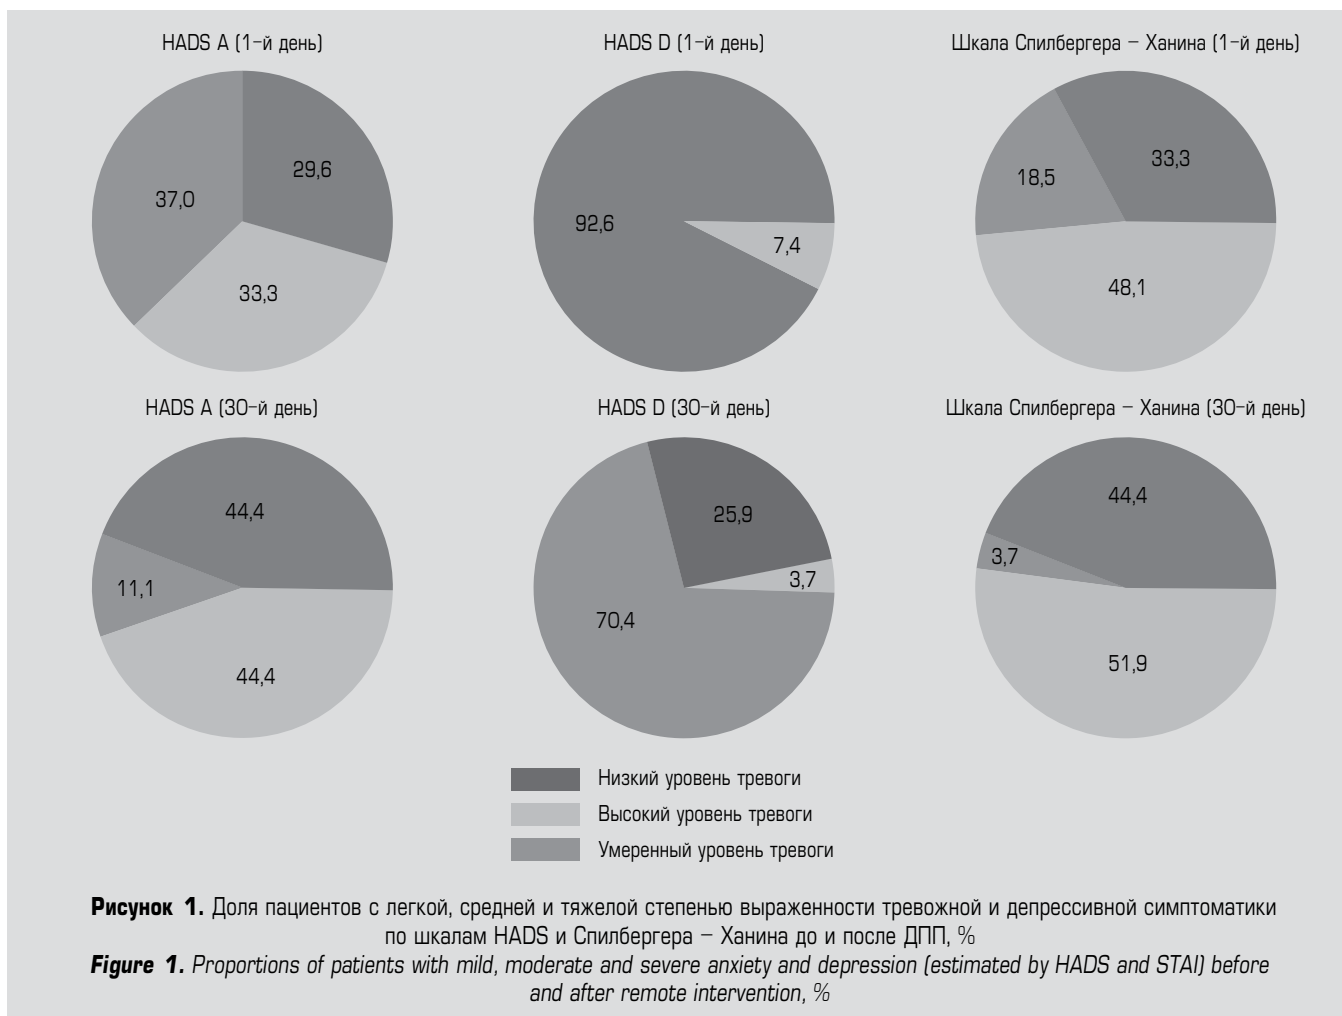 HADS A (1-й день)
HADS D (1-й день)
Шкала Спилбергера – Ханина (1-й день)
37,0
29,6
33,3
92,6
7,4
18,5
33,3
48,1
HADS A (30-й день)
HADS D (30-й день)
Шкала Спилбергера – Ханина (30-й день)
44,4
11,1
44,4
25,9
3,7
70,4
44,4
3,7
51,9
Низкий уровень тревоги
Высокий уровень тревоги
Умеренный уровень тревоги
Рисунок 1. Доля пациентов с легкой, средней и тяжелой степенью выраженности тревожной и депрессивной симптоматики
по шкалам HADS и Спилбергера – Ханина до и после ДПП, %
Figure 1. Proportions of patients with mild, moderate and severe anxiety and depression (estimated by HADS and STAI) before
and after remote intervention, %